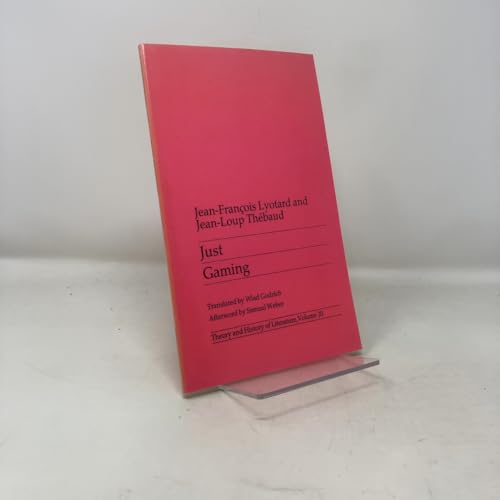 Jean-François Lyotard and
Jean-Loup Thébaud
Just
Gaming
Translated by Wlad Godzich
Afterword by Samuel Weber
Theory and History of Literature, Volume 20